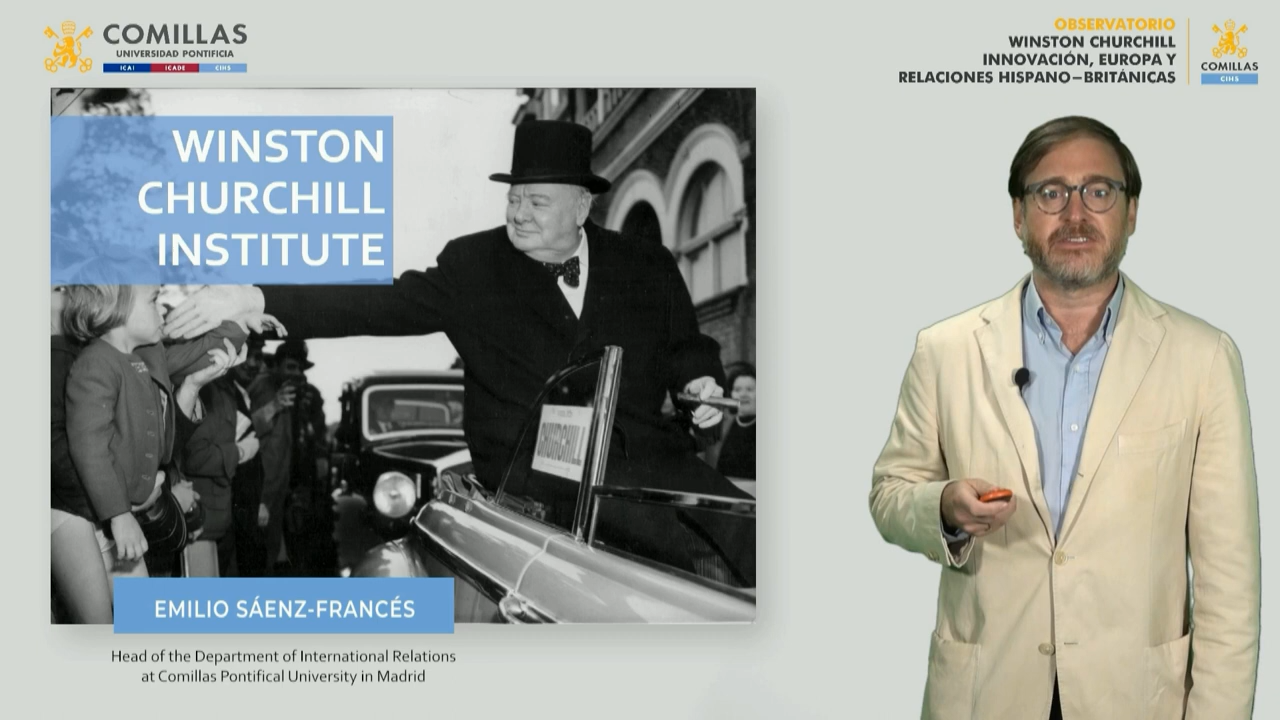 COMILLAS
UNIVERSIDAD PONTIFICIA
ICAI ICADE CIHS
OBSERVATORIO
WINSTON CHURCHILL
INNOVACIÓN, EUROPA Y
RELACIONES HISPANO–BRITÁNICAS
COMILLAS
CIHS
WINSTON
CHURCHILL
INSTITUTE
CHURCHILL
EMILIO SÁENZ-FRANCÉS
Head of the Department of International Relations
at Comillas Pontifical University in Madrid